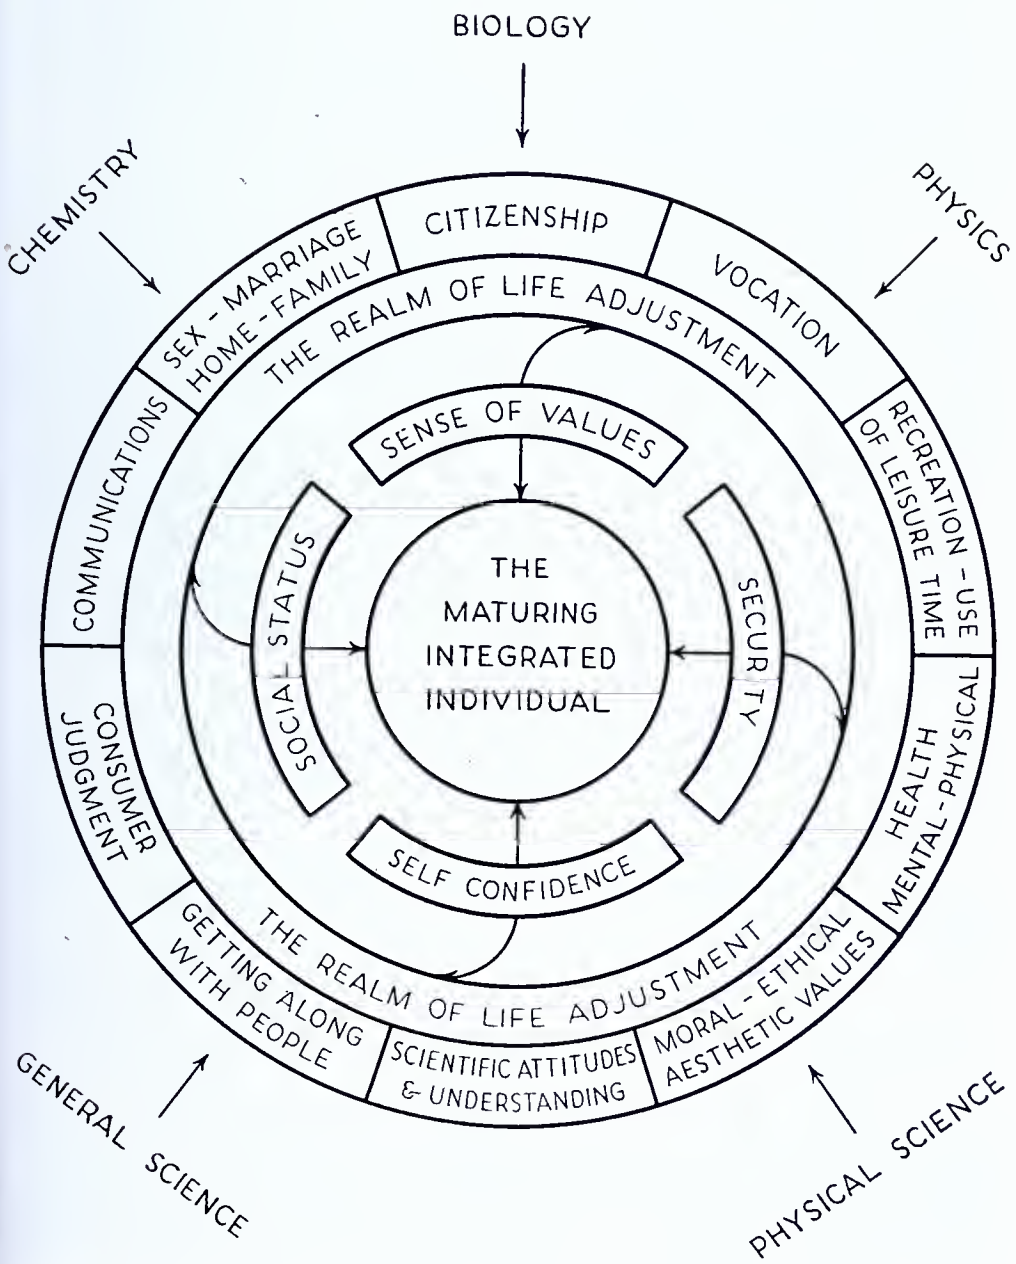 BIOLOGY
CHEMISTRY
PHYSICS
CITIZENSHIP
VOCATION
RECREATION - USE
OF LEISURE TIME
HEALTH
MENTAL - PHYSICAL
MORAL - ETHICAL
AESTHETIC VALUES
SCIENTIFIC ATTITUDES
& UNDERSTANDING
GETTING ALONG
WITH PEOPLE
CONSUMER
JUDGMENT
COMMUNICATIONS
SEX - MARRIAGE
HOME - FAMILY
THE REALM OF LIFE ADJUSTMENT
SENSE OF VALUES
SECURITY
SELF CONFIDENCE
SOCIAL STATUS
THE
MATURING
INTEGRATED
INDIVIDUAL
THE REALM OF LIFE ADJUSTMENT
GENERAL SCIENCE
PHYSICAL SCIENCE